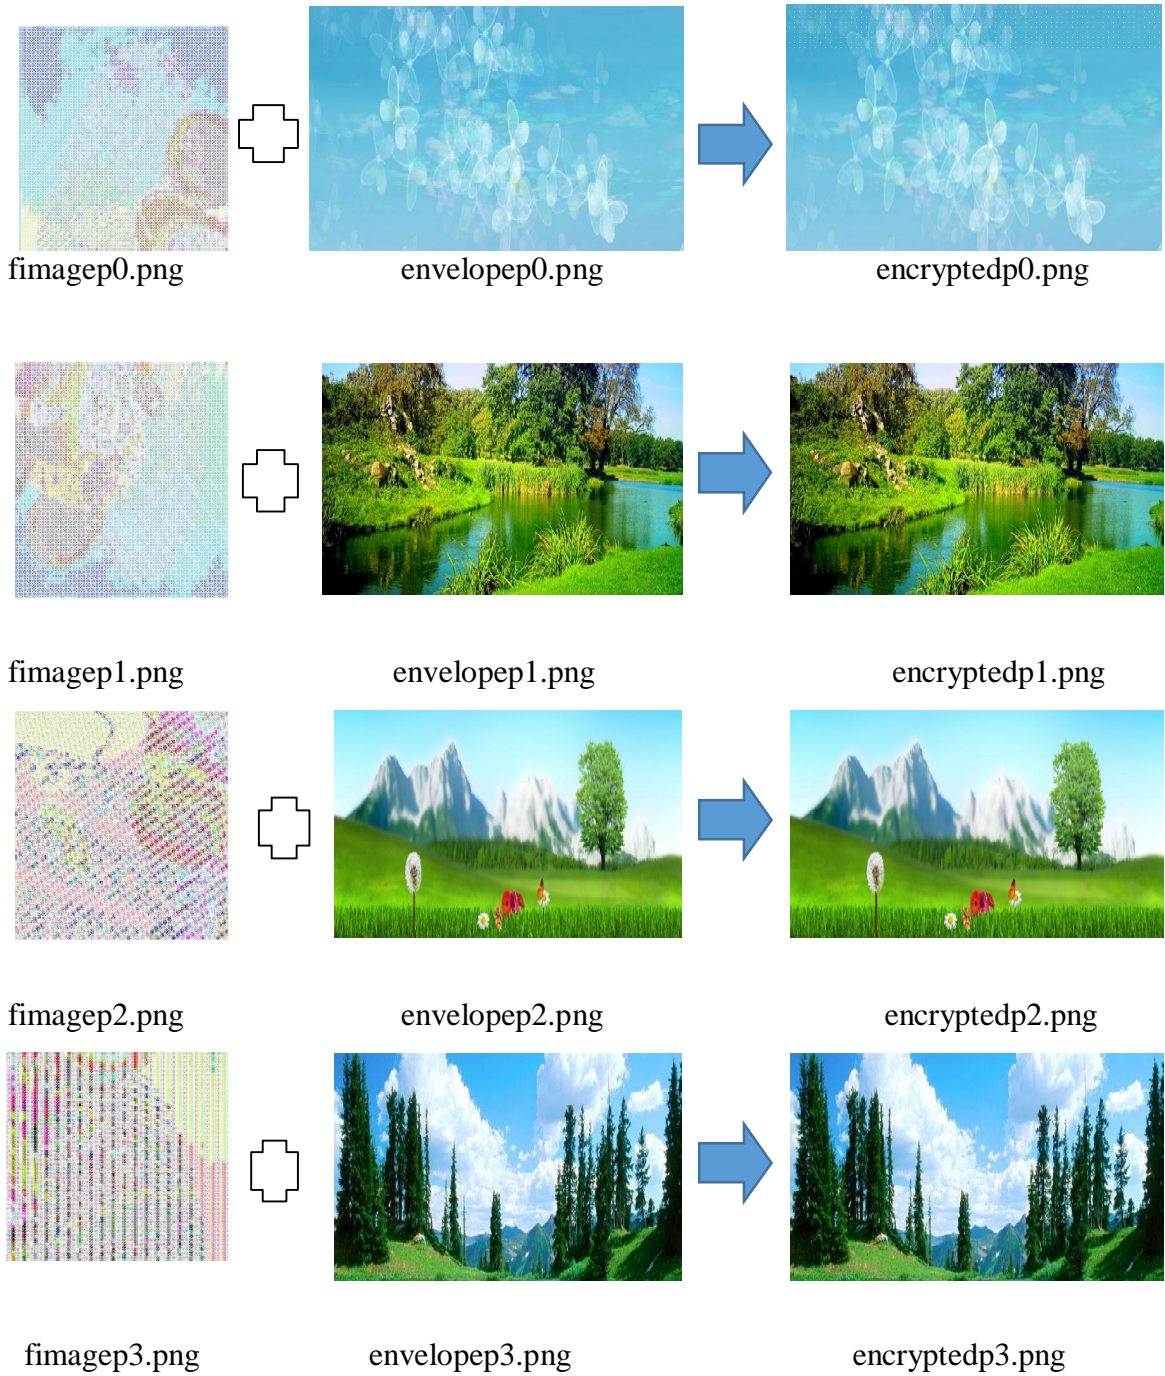 fimagep0.png envelopep0.png encryptedp0.png
fimagep1.png envelopep1.png encryptedp1.png
fimagep2.png envelopep2.png encryptedp2.png
fimagep3.png envelopep3.png encryptedp3.png